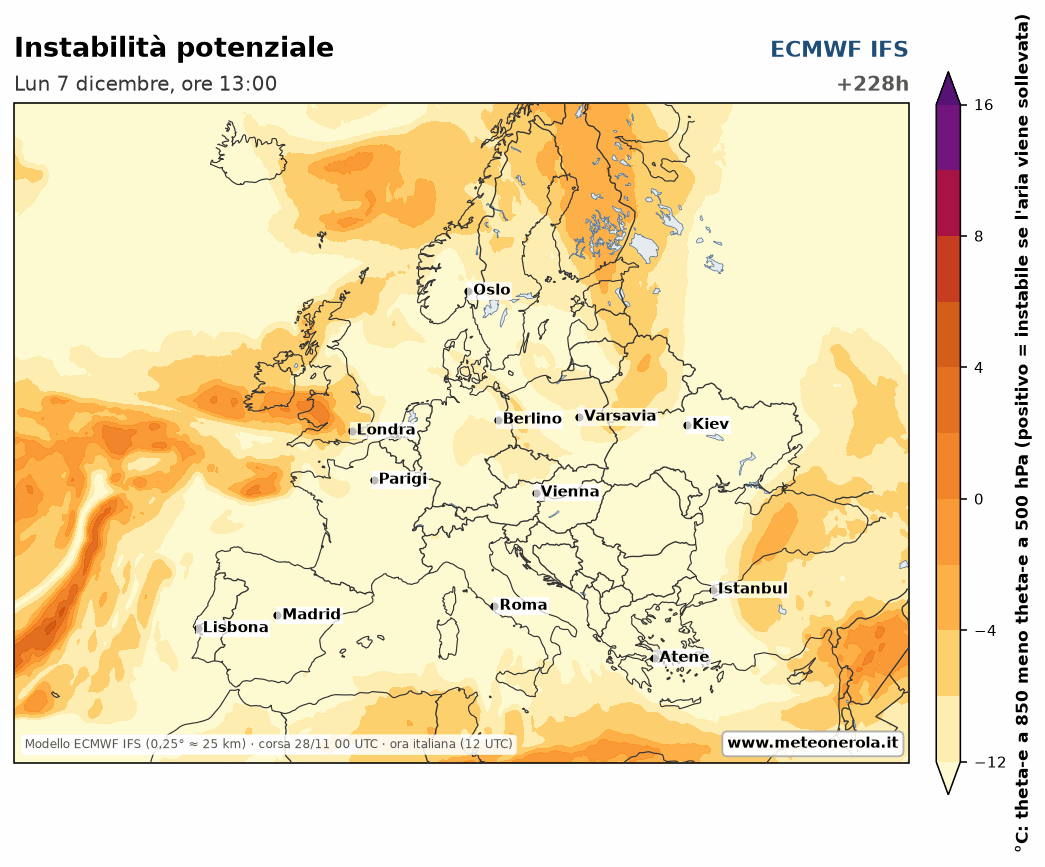 Instabilità potenziale
ECMWF IFS
Lun 7 dicembre, ore 13:00
+228h
Oslo
Londra
Berlino
Varsavia
Kiev
Parigi
Vienna
Istanbul
Roma
Madrid
Lisbona
Atene
Modello ECMWF IFS (0,25° ≈ 25 km) · corsa 28/11 00 UTC · ora italiana (12 UTC)
www.meteonerola.it
16
8
4
0
−4
−12
°C: theta-e a 850 meno theta-e a 500 hPa (positivo = instabile se l'aria viene sollevata)